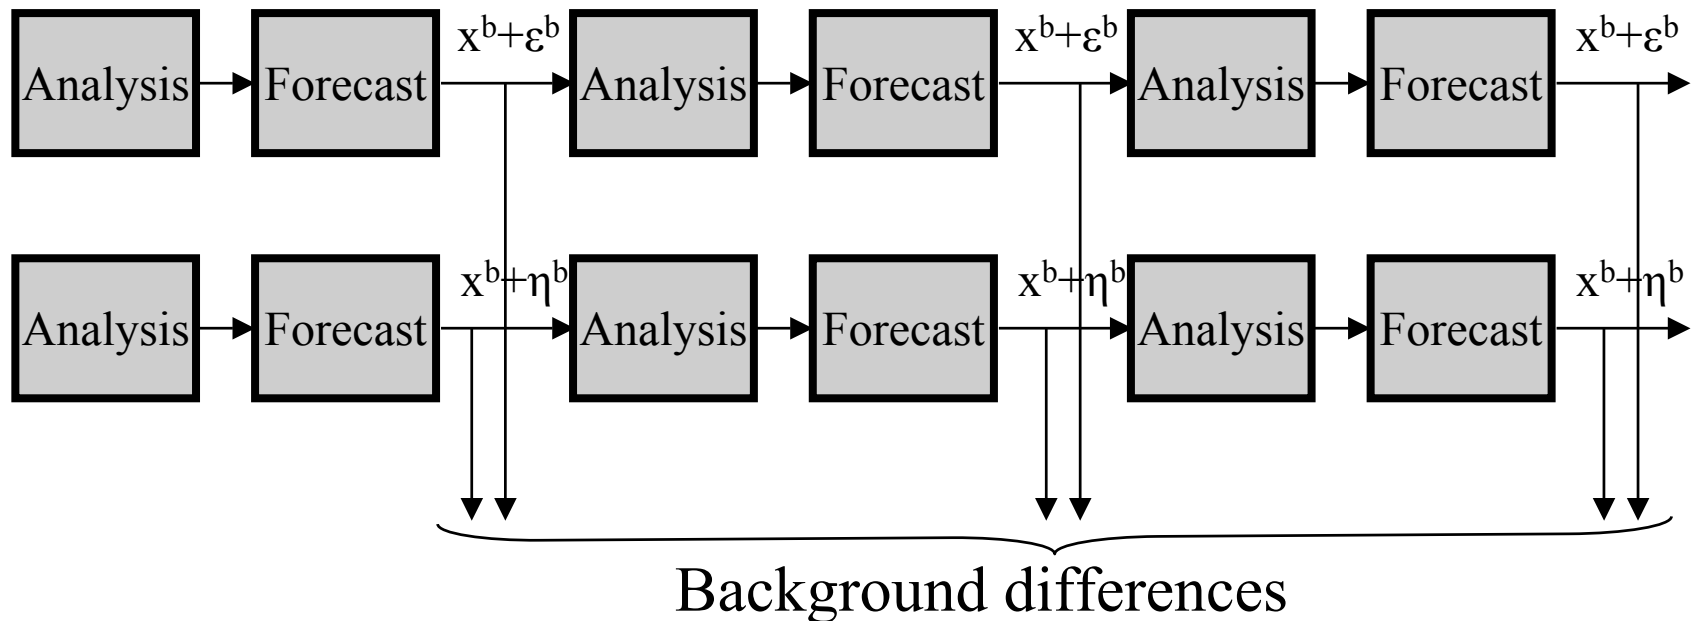 xᵇ+εᵇ xᵇ+εᵇ xᵇ+εᵇ
Analysis Forecast Analysis Forecast Analysis Forecast
xᵇ+ηᵇ xᵇ+ηᵇ xᵇ+ηᵇ
Analysis Forecast Analysis Forecast Analysis Forecast
Background differences